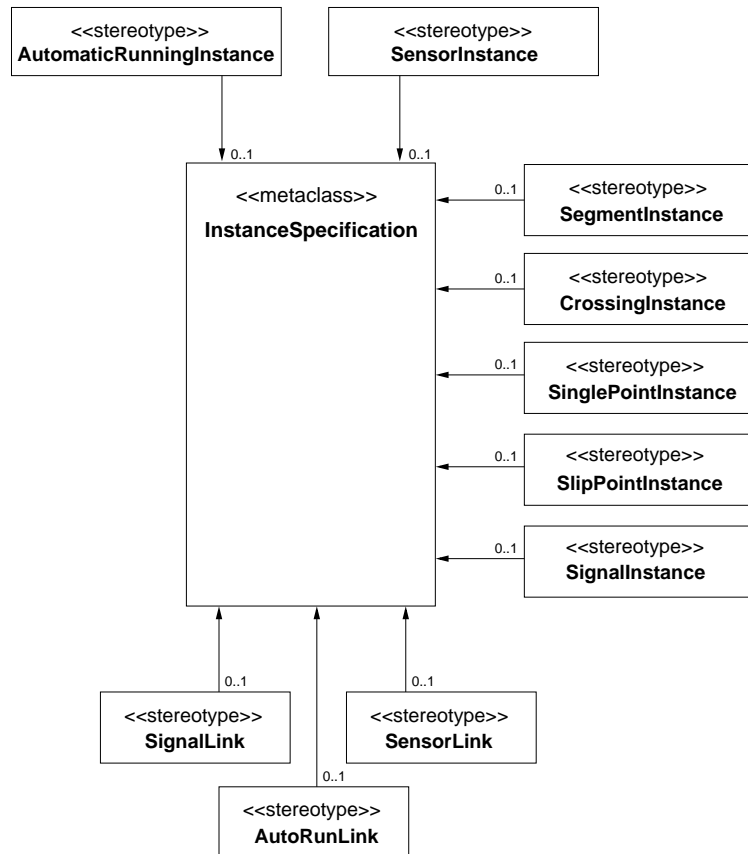 <<stereotype>>
AutomaticRunningInstance
<<stereotype>>
SensorInstance
0..1
0..1
<<metaclass>>
InstanceSpecification
0..1
<<stereotype>>
SegmentInstance
0..1
<<stereotype>>
CrossingInstance
0..1
<<stereotype>>
SinglePointInstance
0..1
<<stereotype>>
SlipPointInstance
0..1
<<stereotype>>
SignalInstance
0..1
0..1
<<stereotype>>
SignalLink
<<stereotype>>
SensorLink
0..1
<<stereotype>>
AutoRunLink